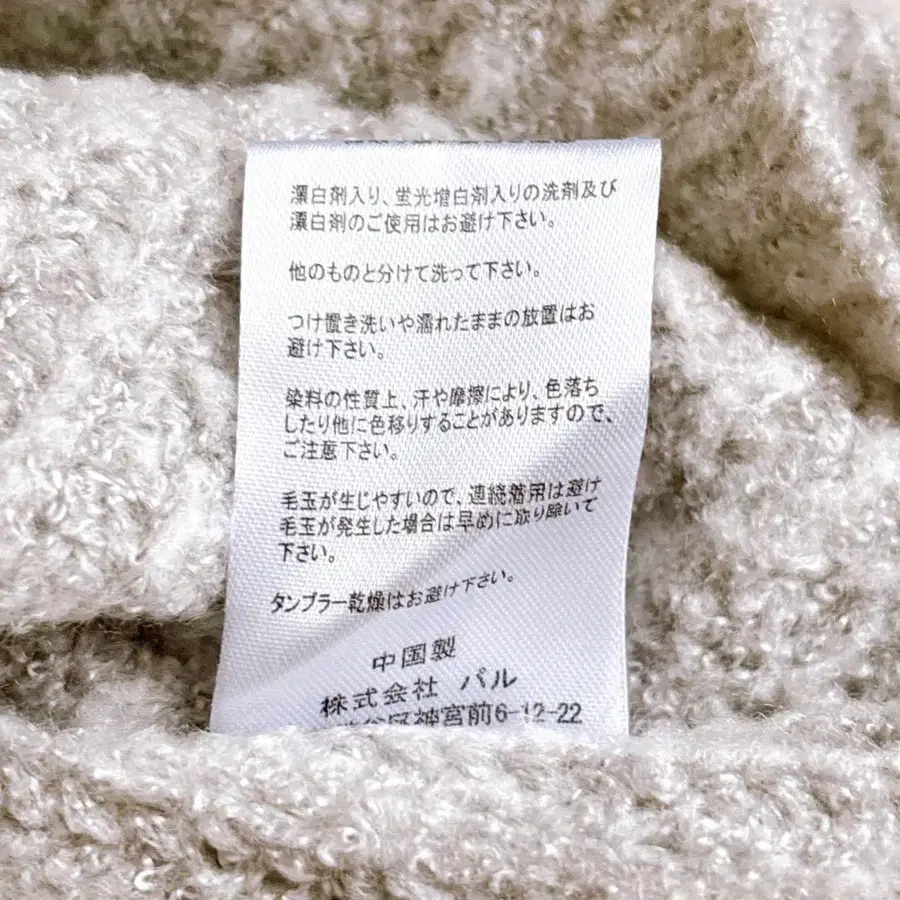 漂白剤入り、蛍光増白剤入りの洗剤及び
漂白剤のご使用はお避け下さい。
他のものと分けて洗って下さい。
つけ置き洗いや濡れたままの放置はお
避け下さい。
染料の性質上、汗や摩擦により、色落ち
したり他に色移りすることがありますので、
ご注意下さい。
毛玉が生じやすいので、連続着用は避け
毛玉が発生した場合は早めに取り除いて
下さい。
タンブラー乾燥はお避け下さい。
中国製
株式会社 パル
区神宮前6-12-22